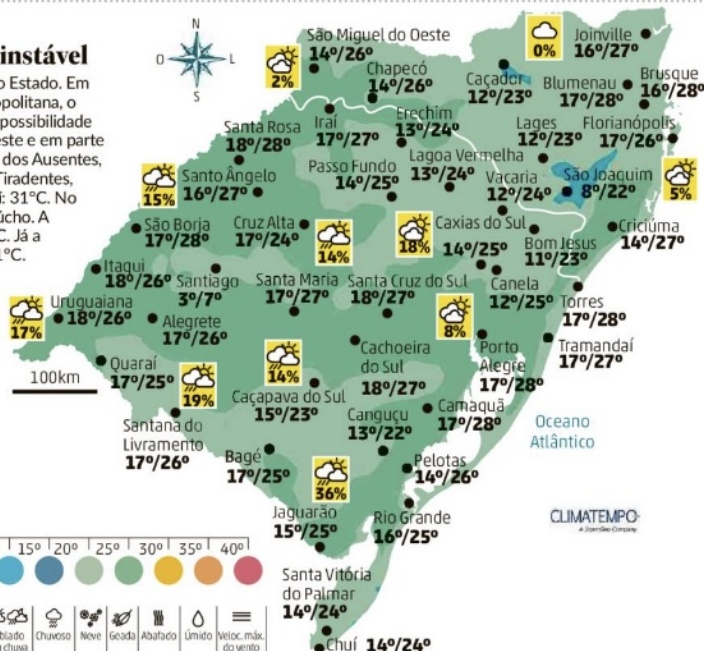 instável
o Estado. Em
opolitana, o
possibilidade
este e em parte
dos Ausentes,
Tiradentes,
í: 31°C. No
úcho. A
C. Já a
1°C.
N
O
L
S
São Miguel do Oeste
14º/26º
2%
Chapecó
14º/26º
0%
Joinville
16º/27º
Caçador
12º/23º
Blumenau
17º/28º
Brusque
16º/28º
Iraí
17º/27º
Erechim
13º/24º
Lages
12º/23º
Florianópolis
17º/26º
Santa Rosa
18º/28º
Passo Fundo
14º/25º
Lagoa Vermelha
13º/24º
Vacaria
12º/24º
São Joaquim
8º/22º
5%
15%
Santo Ângelo
16º/27º
São Borja
17º/28º
Cruz Alta
17º/24º
14%
18%
Caxias do Sul
14º/25º
Bom Jesus
11º/23º
Criciúma
14º/27º
Itaqui
18º/26º
Santiago
3º/7º
Santa Maria
17º/27º
Santa Cruz do Sul
18º/27º
Canela
12º/25º
Torres
17º/28º
17%
Uruguaiana
18º/26º
Alegrete
17º/26º
8%
Cachoeira
do Sul
18º/27º
Porto
Alegre
17º/28º
Tramandaí
17º/27º
Quaraí
17º/25º
100km
19%
14%
Caçapava do Sul
15º/23º
Santana do
Livramento
17º/26º
Canguçu
13º/22º
Camaquã
17º/28º
Oceano
Atlântico
Bagé
17º/25º
36%
Pelotas
14º/26º
Jaguarão
15º/25º
Rio Grande
16º/25º
CLIMATEMPO
A StormGeo Company
15º 20º 25º 30º 35º 40º
Santa Vitória
do Palmar
14º/24º
Chuí 14º/24º
blado
chuva
Chuvoso
Neve
Geada
Abafado
Úmido
Veloc. máx.
do vento